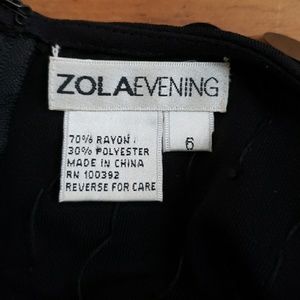 ZOLAEVENING
70% RAYON
30% POLYESTER
MADE IN CHINA
RN 100392
REVERSE FOR CARE
6